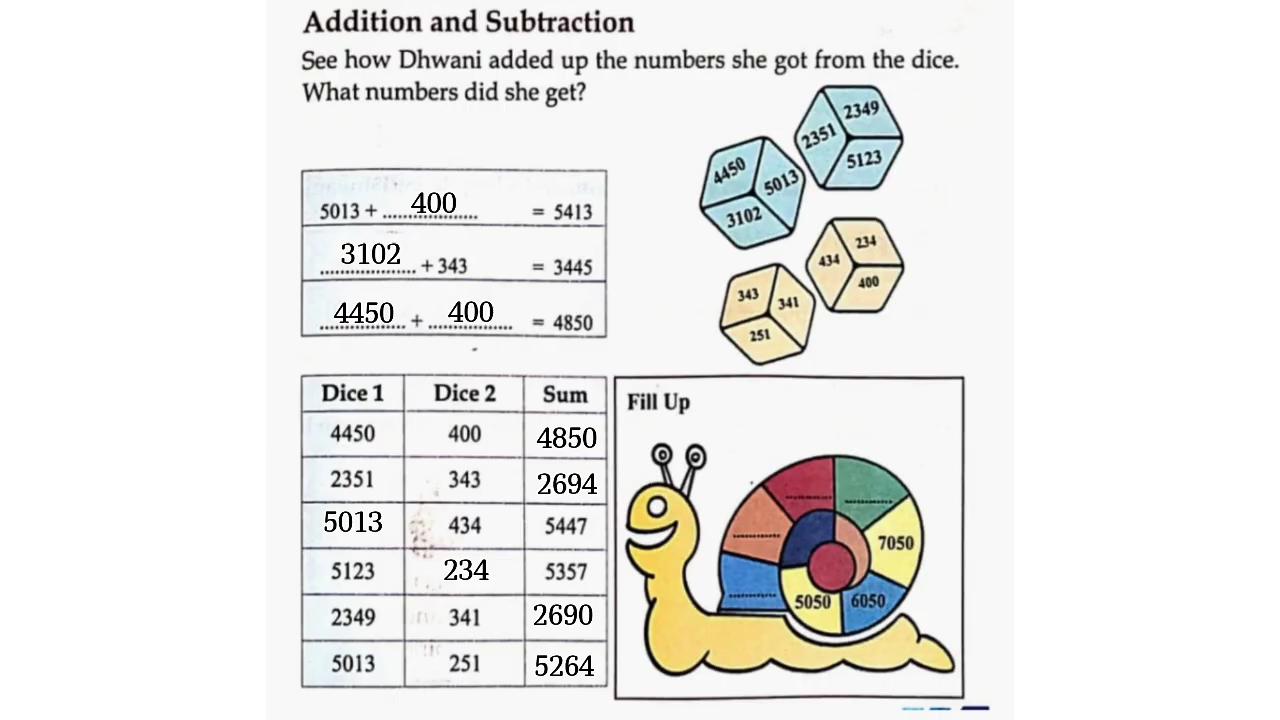 Addition and Subtraction
See how Dhwani added up the numbers she got from the dice.
What numbers did she get?
2351 2349
5123
4450 5013
3102
434 234
400
343 341
251
5013 + 400 = 5413
3102 + 343 = 3445
4450 + 400 = 4850
Dice 1 Dice 2 Sum
4450 400 4850
2351 343 2694
5013 434 5447
5123 234 5357
2349 341 2690
5013 251 5264
Fill Up
7050
5050 6050